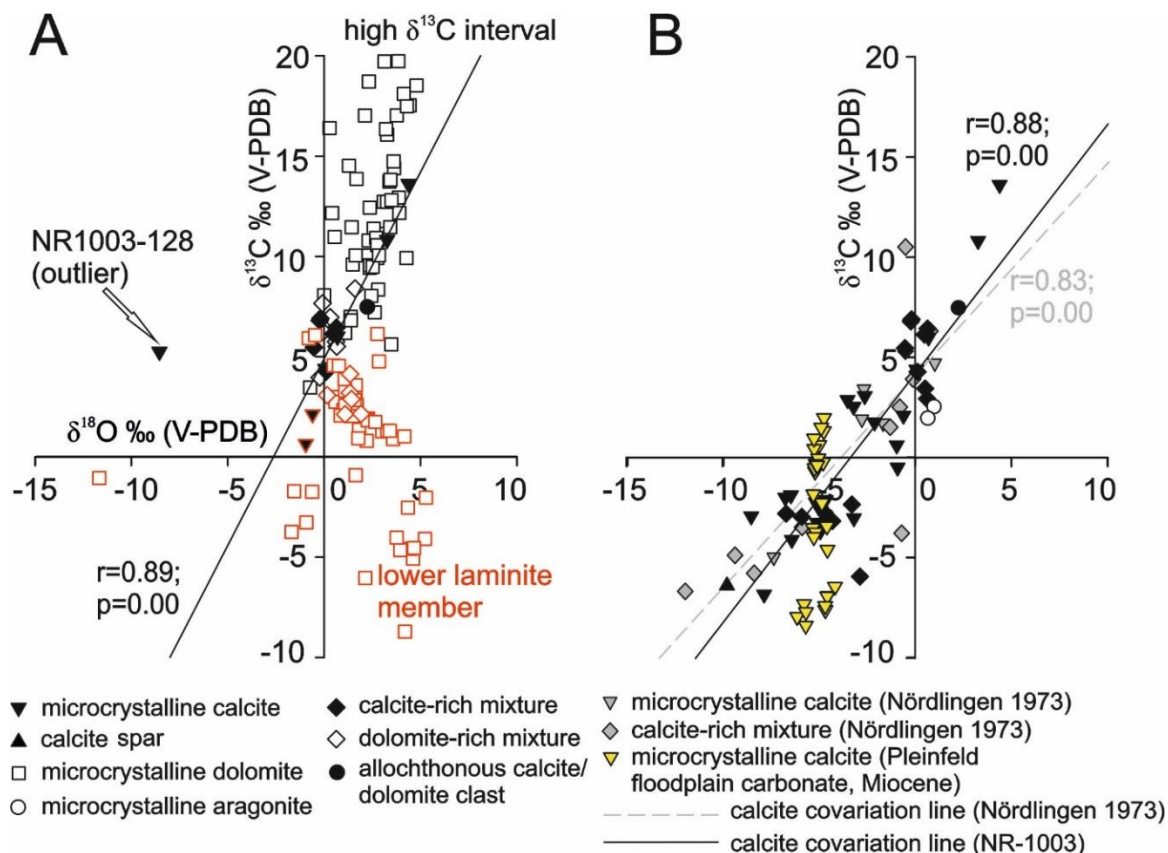 A
high δ¹³C interval
20
15
10
5
-5
-10
δ¹³C ‰ (V-PDB)
NR1003-128
(outlier)
δ¹⁸O ‰ (V-PDB)
-15
-10
-5
0
5
10
r=0.89;
p=0.00
lower laminite
member
B
20
15
10
5
-5
-10
δ¹³C ‰ (V-PDB)
r=0.88;
p=0.00
r=0.83;
p=0.00
δ¹⁸O ‰ (V-PDB)
-15
-10
-5
0
5
10
microcrystalline calcite
calcite spar
microcrystalline dolomite
microcrystalline aragonite
calcite-rich mixture
dolomite-rich mixture
allochthonous calcite/
dolomite clast
microcrystalline calcite (Nördlingen 1973)
calcite-rich mixture (Nördlingen 1973)
microcrystalline calcite (Pleinfeld
floodplain carbonate, Miocene)
calcite covariation line (Nördlingen 1973)
calcite covariation line (NR-1003)